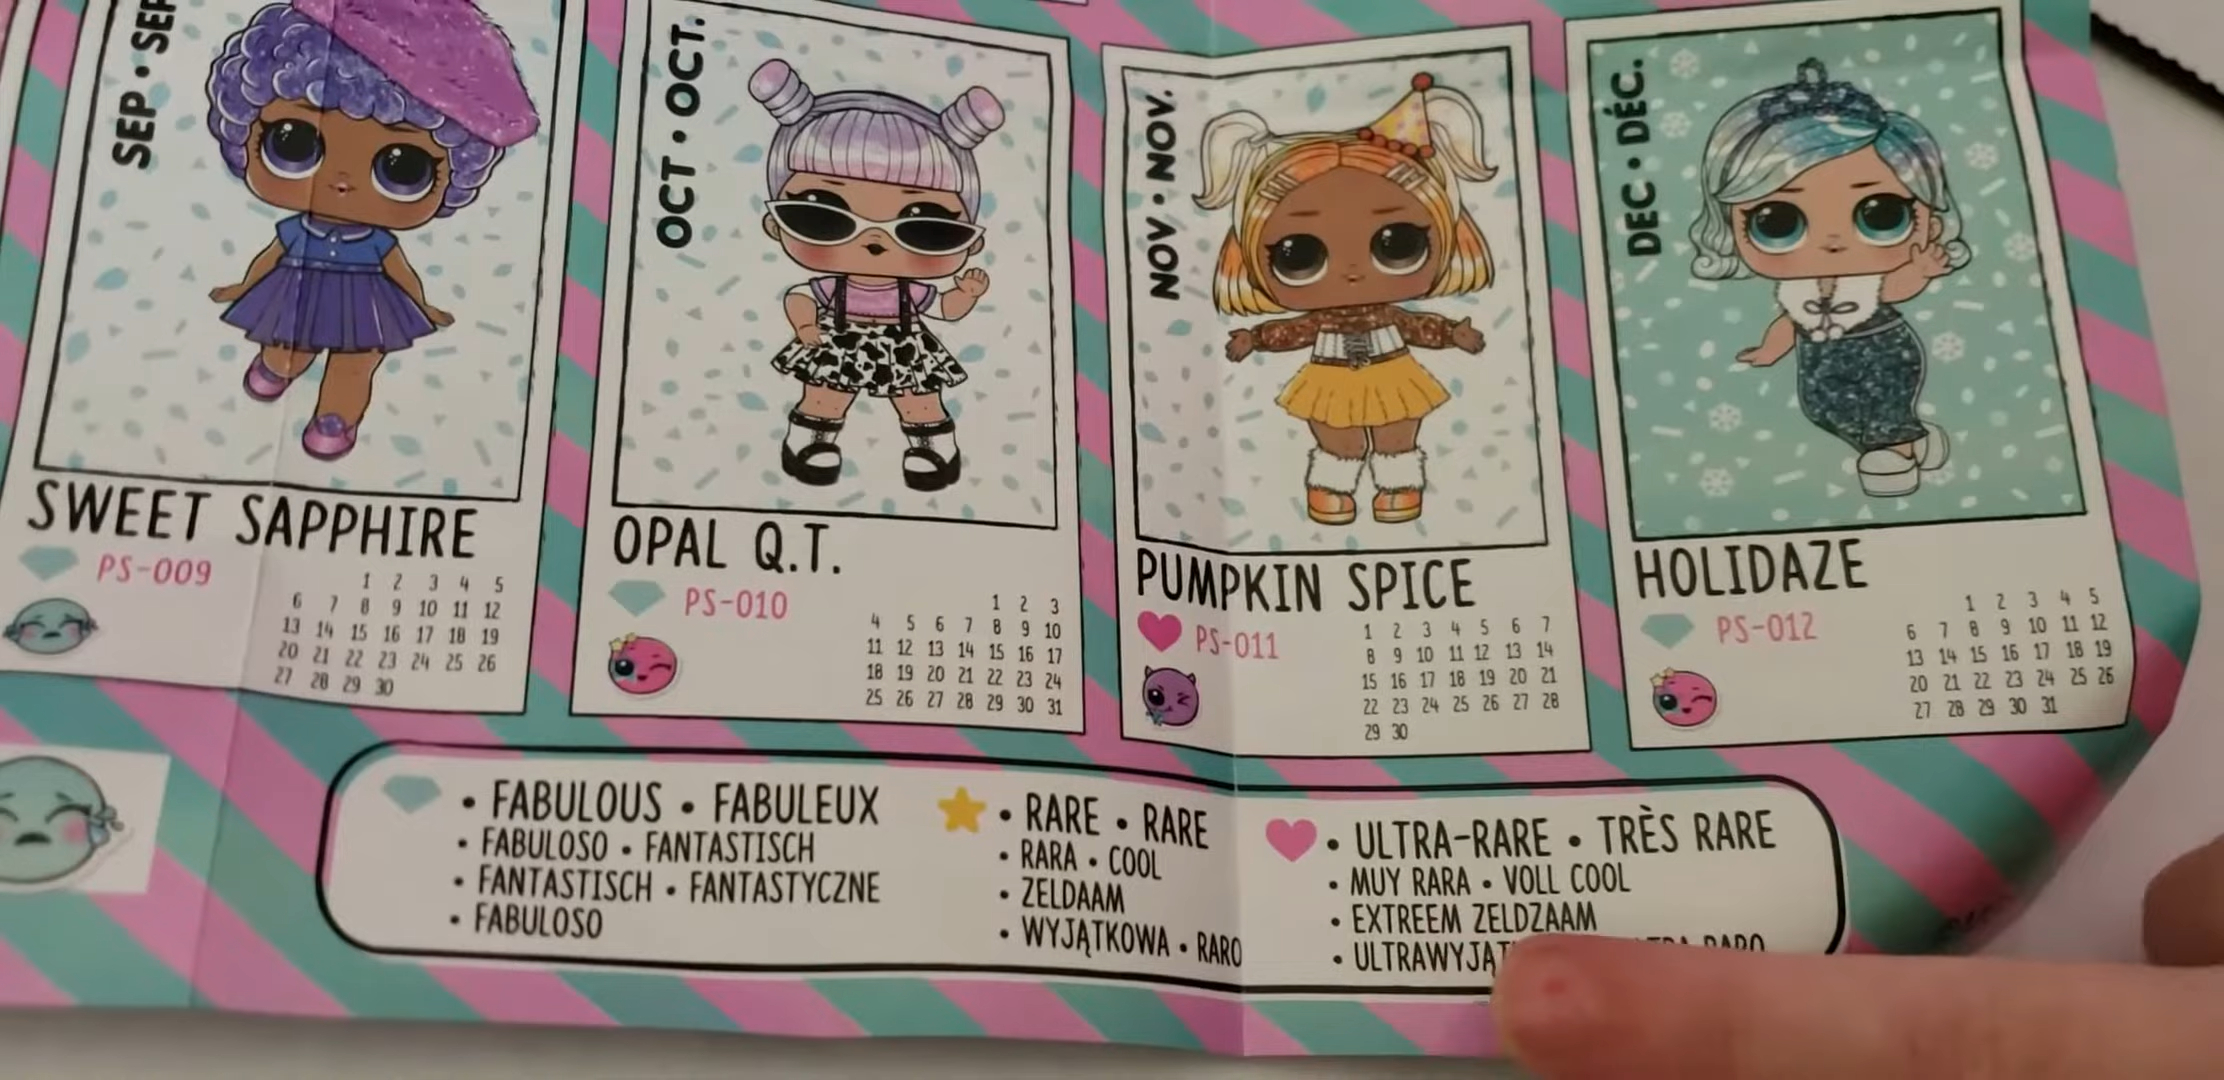 SEP • SEP
OCT • OCT.
NOV • NOV.
DEC • DÉC.
SWEET SAPPHIRE
PS-009
1 2 3 4 5
6 7 8 9 10 11 12
13 14 15 16 17 18 19
20 21 22 23 24 25 26
27 28 29 30
OPAL Q.T.
PS-010
1 2 3
4 5 6 7 8 9 10
11 12 13 14 15 16 17
18 19 20 21 22 23 24
25 26 27 28 29 30 31
PUMPKIN SPICE
PS-011
1 2 3 4 5 6 7
8 9 10 11 12 13 14
15 16 17 18 19 20 21
22 23 24 25 26 27 28
29 30
HOLIDAZE
PS-012
1 2 3 4 5
6 7 8 9 10 11 12
13 14 15 16 17 18 19
20 21 22 23 24 25 26
27 28 29 30 31
• FABULOUS • FABULEUX
• FABULOSO • FANTASTISCH
• FANTASTISCH • FANTASTYCZNE
• FABULOSO
• RARE • RARE
• RARA • COOL
• ZELDAAM
• WYJĄTKOWA • RARO
• ULTRA-RARE • TRÈS RARE
• MUY RARA • VOLL COOL
• EXTREEM ZELDZAAM
• ULTRAWYJĄT RARO